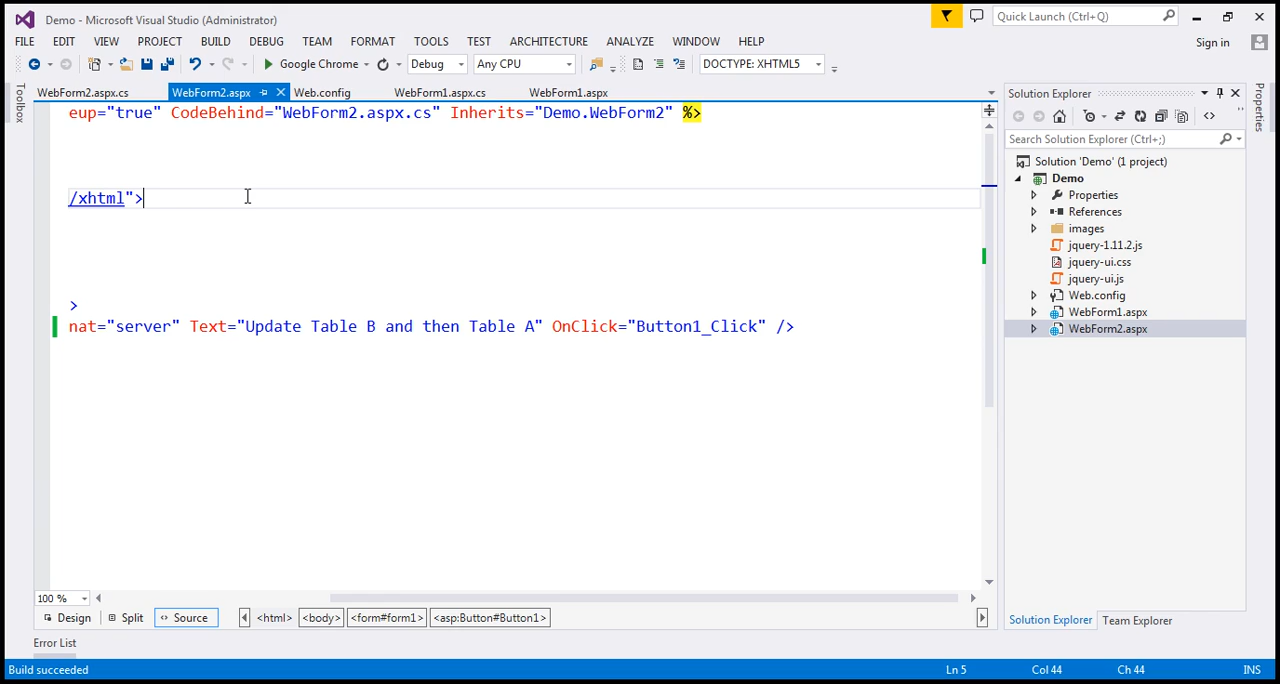 Demo - Microsoft Visual Studio (Administrator)
Quick Launch (Ctrl+Q)
FILE EDIT VIEW PROJECT BUILD DEBUG TEAM FORMAT TOOLS TEST ARCHITECTURE ANALYZE WINDOW HELP
Sign in
Google Chrome Debug Any CPU DOCTYPE: XHTML5
Toolbox
WebForm2.aspx.cs WebForm2.aspx Web.config WebForm1.aspx.cs WebForm1.aspx
eup="true" CodeBehind="WebForm2.aspx.cs" Inherits="Demo.WebForm2" %>
/xhtml">
>
nat="server" Text="Update Table B and then Table A" OnClick="Button1_Click" />
100 %
Design Split Source <html> <body> <form#form1> <asp:Button#Button1>
Solution Explorer
Search Solution Explorer (Ctrl+;)
Solution 'Demo' (1 project)
Demo
Properties
References
images
jquery-1.11.2.js
jquery-ui.css
jquery-ui.js
Web.config
WebForm1.aspx
WebForm2.aspx
Solution Explorer Team Explorer
Properties
Error List
Build succeeded Ln 5 Col 44 Ch 44 INS